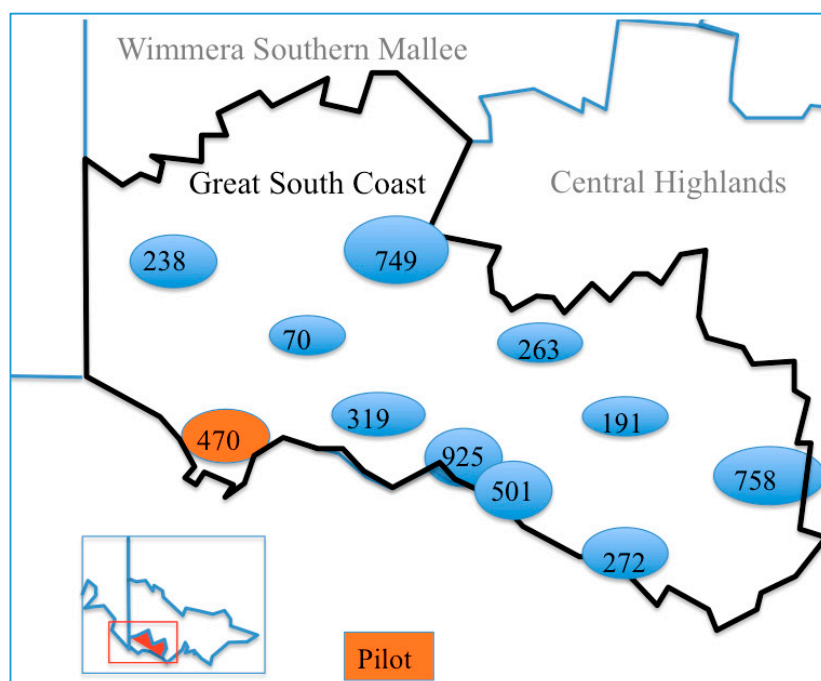 Wimmera Southern Mallee
Great South Coast
Central Highlands
238
749
70
263
319
191
470
925
758
501
272
Pilot